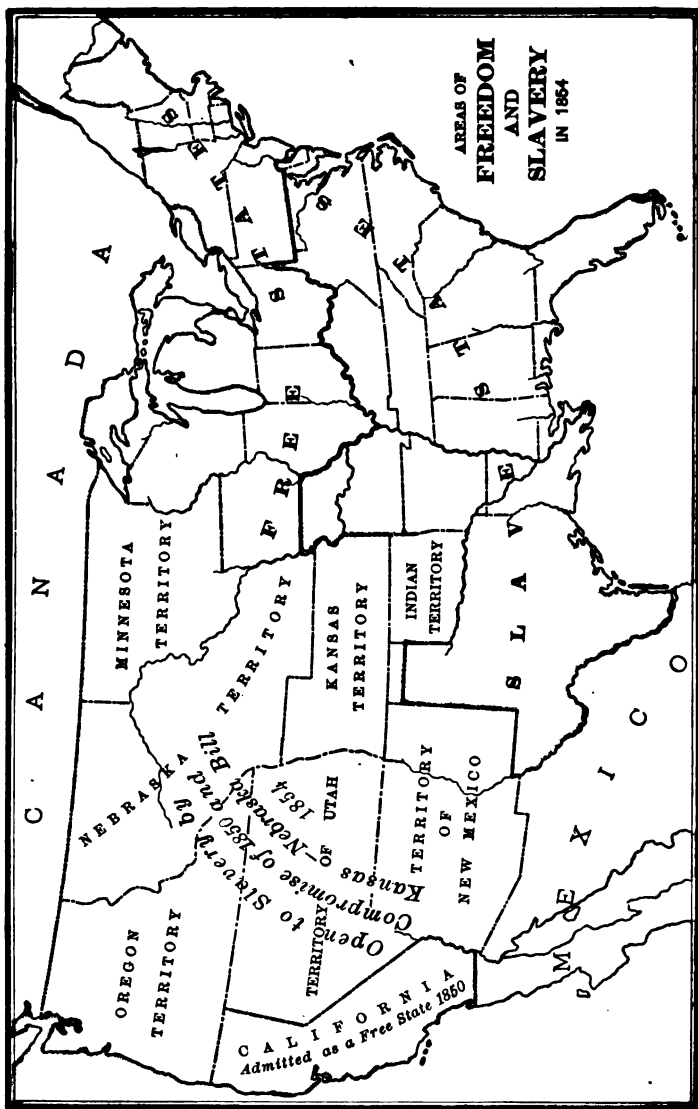 AREAS OF
FREEDOM
AND
SLAVERY
IN 1854
CANADA
OREGON
TERRITORY
NEBRASKA
TERRITORY
MINNESOTA
TERRITORY
FREE STATES
CALIFORNIA
Admitted as a Free State 1850
TERRITORY OF UTAH
Open to Slavery by
Compromise of 1850 and
Kansas—Nebraska Bill
1854
KANSAS
TERRITORY
TERRITORY
OF
NEW MEXICO
INDIAN
TERRITORY
SLAVE STATES
MEXICO